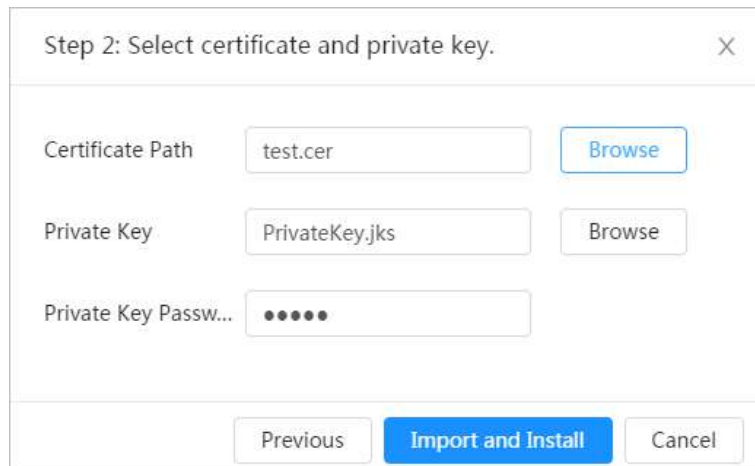 Step 2: Select certificate and private key.
Certificate Path test.cer Browse
Private Key PrivateKey.jks Browse
Private Key Passw... ●●●●●
Previous Import and Install Cancel